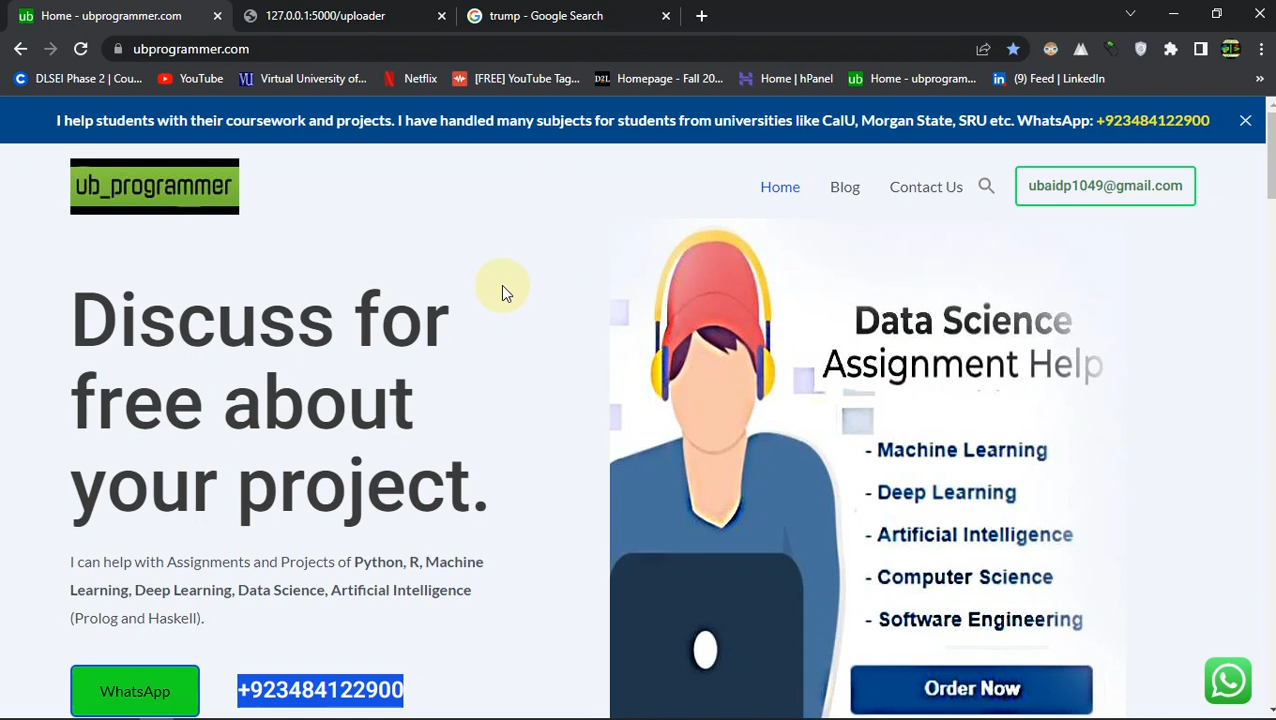 Home - ubprogrammer.com
127.0.0.1:5000/uploader
trump - Google Search
ubprogrammer.com
DLSEI Phase 2 | Cou...
YouTube
Virtual University of...
Netflix
[FREE] YouTube Tag...
D2L
Homepage - Fall 20...
Home | hPanel
ub
Home - ubprogram...
in
(9) Feed | LinkedIn
»
I help students with their coursework and projects. I have handled many subjects for students from universities like CalU, Morgan State, SRU etc. WhatsApp: +923484122900
ub_programmer
Home
Blog
Contact Us
ubaidp1049@gmail.com
Discuss for
free about
your project.
I can help with Assignments and Projects of Python, R, Machine
Learning, Deep Learning, Data Science, Artificial Intelligence
(Prolog and Haskell).
WhatsApp
+923484122900
Data Science
Assignment Help
- Machine Learning
- Deep Learning
- Artificial Intelligence
- Computer Science
- Software Engineering
Order Now